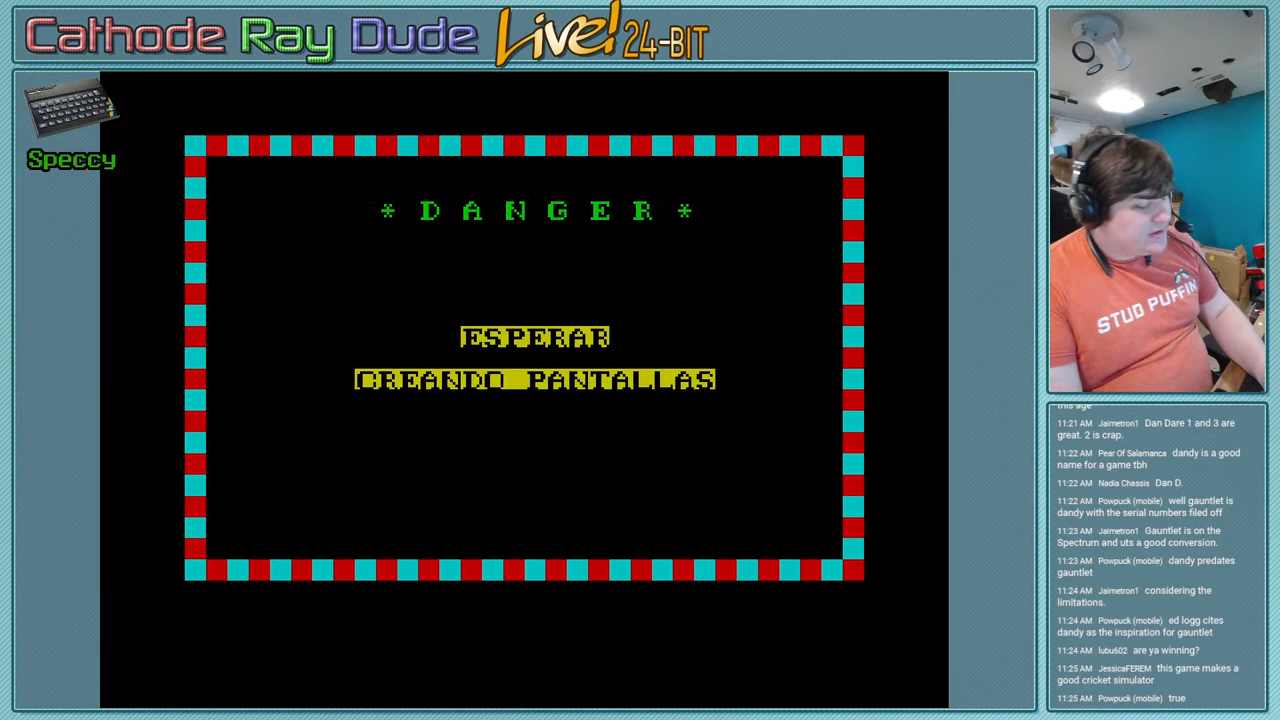 Cathode Ray Dude Live! 24-BIT
Speccy
* D A N G E R *
ESPERAR
CREANDO PANTALLAS
STUD PUFFIN
this age
11:21 AM Jaimetron1 Dan Dare 1 and 3 are
great. 2 is crap.
11:22 AM Pear Of Salamanca dandy is a good
name for a game tbh
11:22 AM Nadia Chassis Dan D.
11:22 AM Powpuck (mobile) well gauntlet is
dandy with the serial numbers filed off
11:23 AM Jaimetron1 Gauntlet is on the
Spectrum and uts a good conversion.
11:23 AM Powpuck (mobile) dandy predates
gauntlet
11:24 AM Jaimetron1 considering the
limitations.
11:24 AM Powpuck (mobile) ed logg cites
dandy as the inspiration for gauntlet
11:24 AM lubu602 are ya winning?
11:25 AM JessicaFEREM this game makes a
good cricket simulator
11:25 AM Powpuck (mobile) true